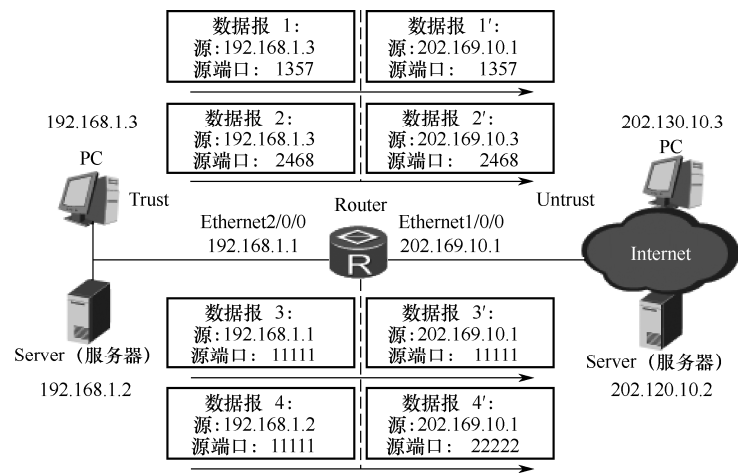 数据报 1：
源：192.168.1.3
源端口： 1357
数据报 1′：
源：202.169.10.1
源端口： 1357
数据报 2：
源：192.168.1.3
源端口： 2468
数据报 2′：
源：202.169.10.3
源端口： 2468
192.168.1.3
PC
Trust
202.130.10.3
PC
Untrust
Ethernet2/0/0
192.168.1.1
Router
R
Ethernet1/0/0
202.169.10.1
Internet
数据报 3：
源：192.168.1.1
源端口： 11111
数据报 3′：
源：202.169.10.1
源端口： 11111
Server（服务器）
192.168.1.2
Server（服务器）
202.120.10.2
数据报 4：
源：192.168.1.2
源端口： 11111
数据报 4′：
源：202.169.10.1
源端口： 22222